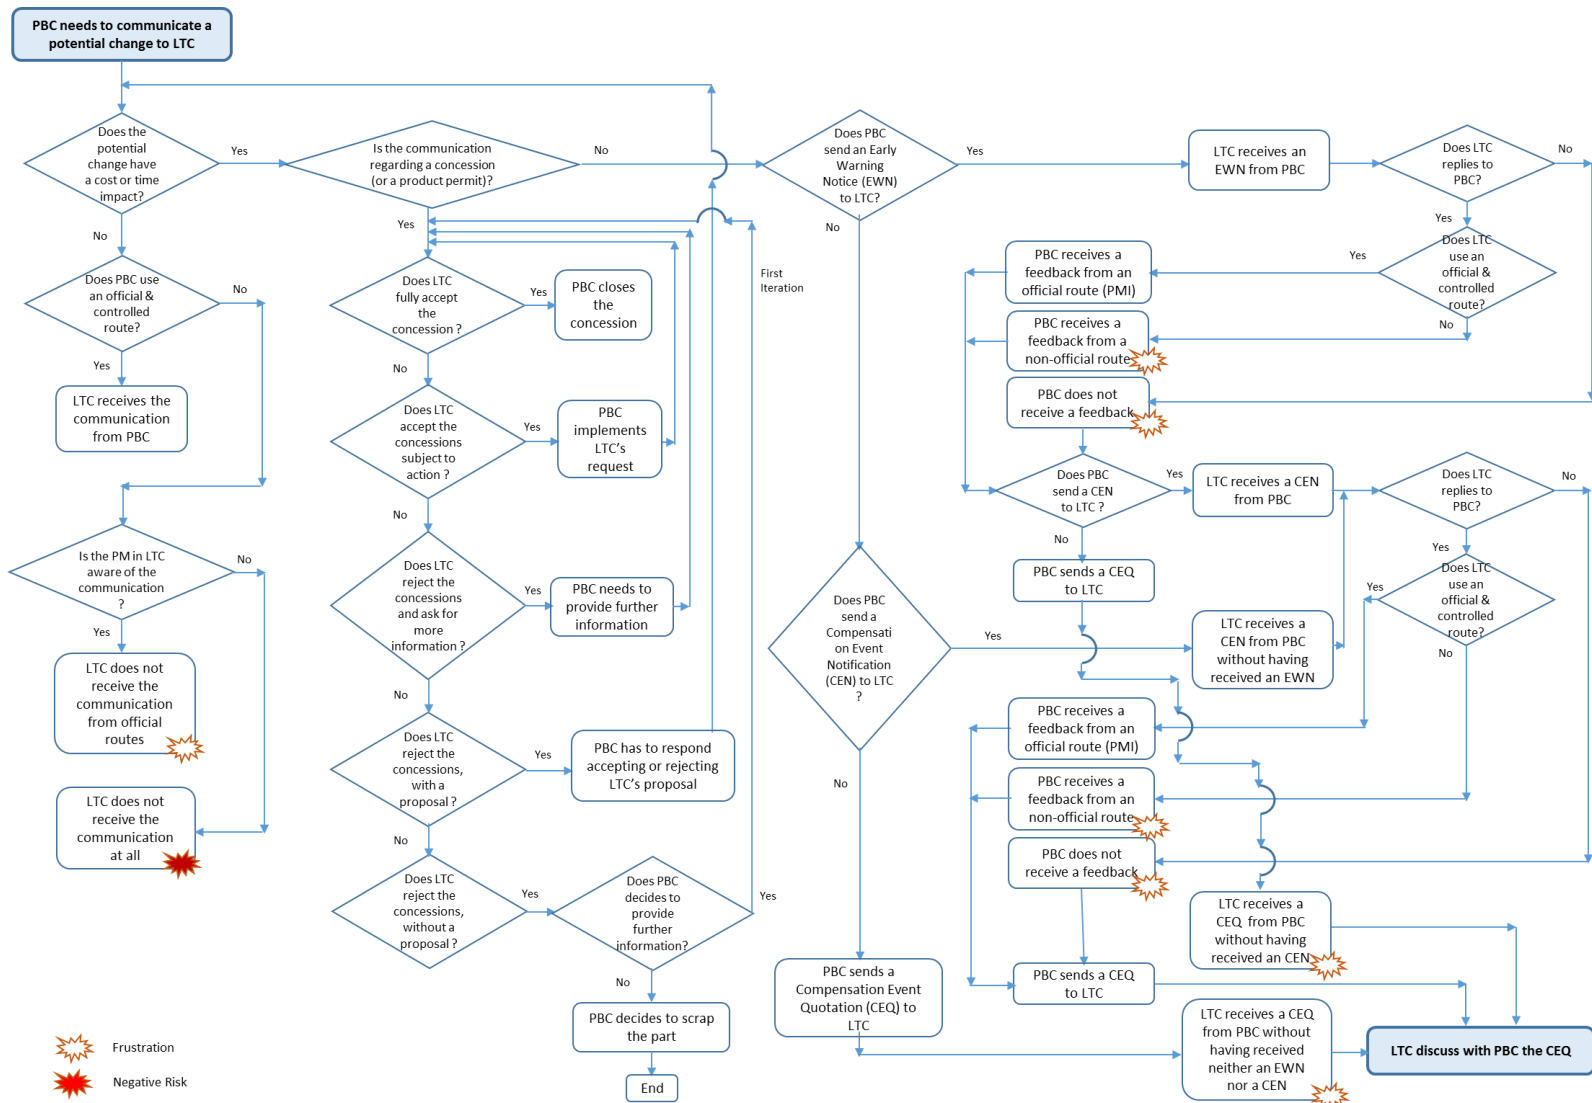 PBC needs to communicate a
potential change to LTC
Does the
potential
change have
a cost or time
impact?
Yes
No
Is the communication
regarding a concession
(or a product permit)?
No
Yes
Does PBC
send an Early
Warning
Notice (EWN)
to LTC?
Yes
No
LTC receives an
EWN from PBC
Does LTC
replies to
PBC?
No
Yes
Does PBC use
an official &
controlled
route?
No
Yes
LTC receives the
communication
from PBC
Is the PM in LTC
aware of the
communication
?
No
Yes
LTC does not
receive the
communication
from official
routes
LTC does not
receive the
communication
at all
Does LTC
fully accept
the
concession ?
Yes
No
PBC closes
the
concession
First
Iteration
Does LTC
accept the
concessions
subject to
action ?
Yes
No
PBC
implements
LTC's
request
Does LTC
reject the
concessions
and ask for
more
information ?
Yes
No
PBC needs to
provide further
information
Does LTC
reject the
concessions,
with a
proposal ?
Yes
No
PBC has to respond
accepting or rejecting
LTC's proposal
Does LTC
reject the
concessions,
without a
proposal ?
Yes
Does PBC
decides to
provide
further
information?
Yes
No
PBC decides to scrap
the part
End
Does LTC
use an
official &
controlled
route?
Yes
No
PBC receives a
feedback from an
official route (PMI)
PBC receives a
feedback from a
non-official route
PBC does not
receive a feedback
Does PBC
send a CEN
to LTC ?
Yes
No
LTC receives a CEN
from PBC
Does LTC
replies to
PBC?
No
Yes
PBC sends a CEQ
to LTC
Does LTC
use an
official &
controlled
route?
Yes
No
Does PBC
send a
Compensati
on Event
Notification
(CEN) to LTC
?
Yes
No
LTC receives a
CEN from PBC
without having
received an EWN
PBC receives a
feedback from an
official route (PMI)
PBC receives a
feedback from an
non-official route
PBC does not
receive a feedback
LTC receives a
CEQ from PBC
without having
received an CEN
PBC sends a
Compensation Event
Quotation (CEQ) to
LTC
PBC sends a CEQ
to LTC
LTC receives a CEQ
from PBC without
having received
neither an EWN
nor a CEN
LTC discuss with PBC the CEQ
Frustration
Negative Risk